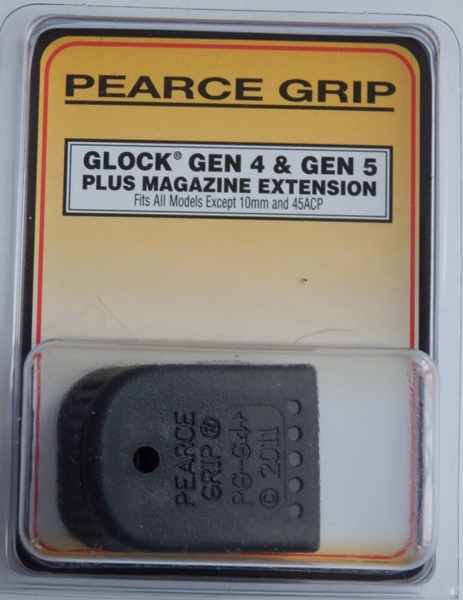 PEARCE GRIP
GLOCK® GEN 4 & GEN 5
PLUS MAGAZINE EXTENSION
Fits All Models Except 10mm and 45ACP
PEARCE
GRIP ®
PG-G4+
© 2011